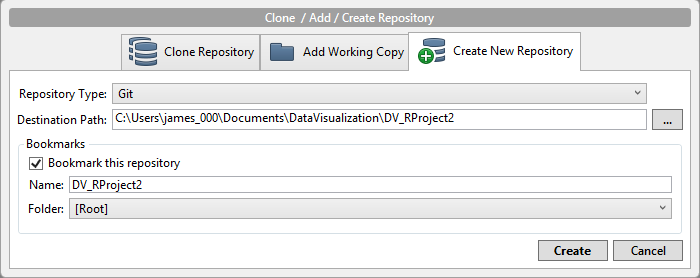 Clone / Add / Create Repository
Clone Repository
Add Working Copy
Create New Repository
Repository Type: Git
Destination Path: C:\Users\james_000\Documents\DataVisualization\DV_RProject2
...
Bookmarks
Bookmark this repository
Name: DV_RProject2
Folder: [Root]
Create
Cancel